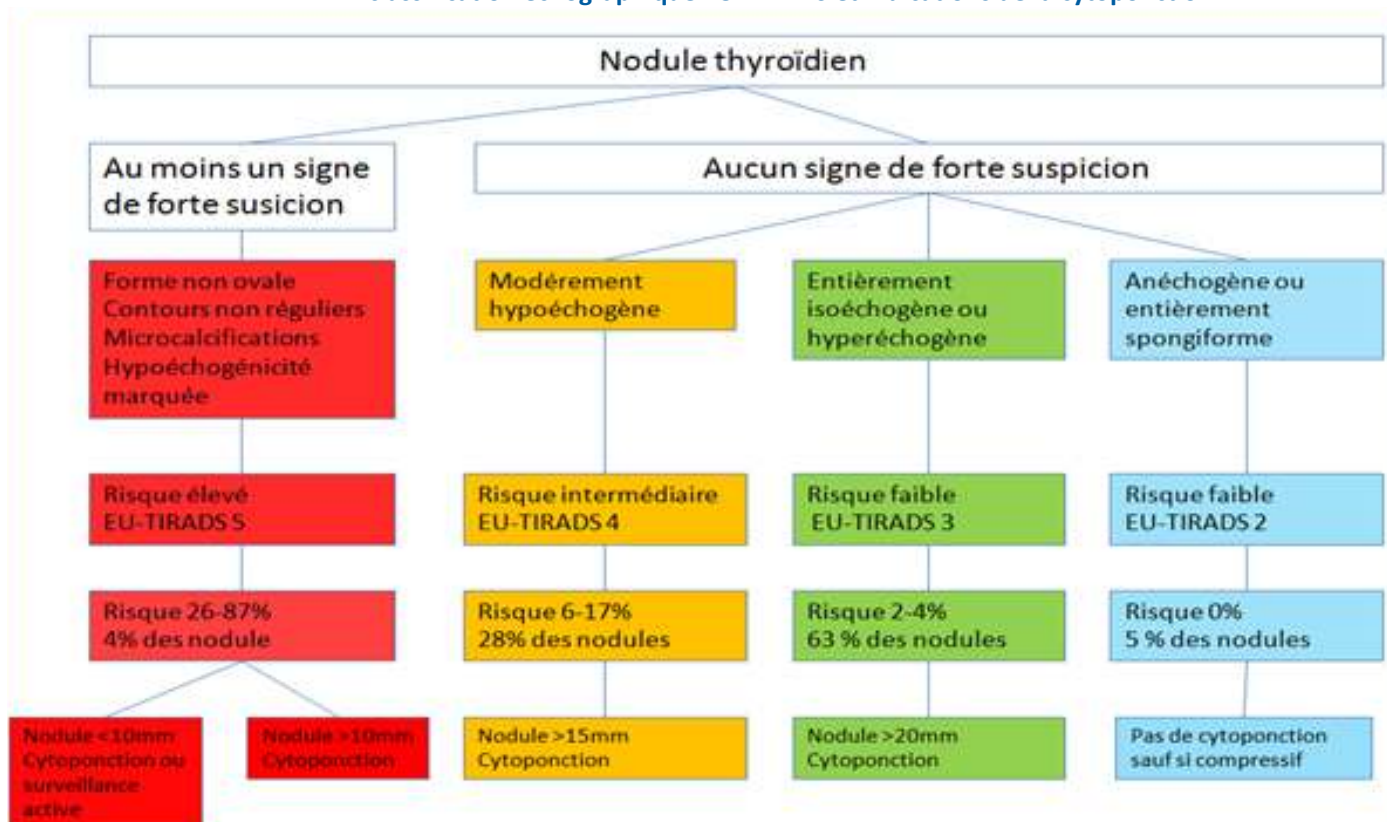 Nodule thyroïdien
Au moins un signe
de forte susicion
Aucun signe de forte suspicion
Forme non ovale
Contours non réguliers
Microcalcifications
Hypoéchogénicité
marquée
Modérement
hypoéchogène
Entièrement
isoéchogène ou
hyperéchogène
Anéchogène ou
entièrement
spongiforme
Risque élevé
EU-TIRADS 5
Risque intermédiaire
EU-TIRADS 4
Risque faible
EU-TIRADS 3
Risque faible
EU-TIRADS 2
Risque 26-87%
4% des nodule
Risque 6-17%
28% des nodules
Risque 2-4%
63 % des nodules
Risque 0%
5 % des nodules
Nodule <10mm
Cytoponction ou
surveillance
active
Nodule >10mm
Cytoponction
Nodule >15mm
Cytoponction
Nodule >20mm
Cytoponction
Pas de cytoponction
sauf si compressif